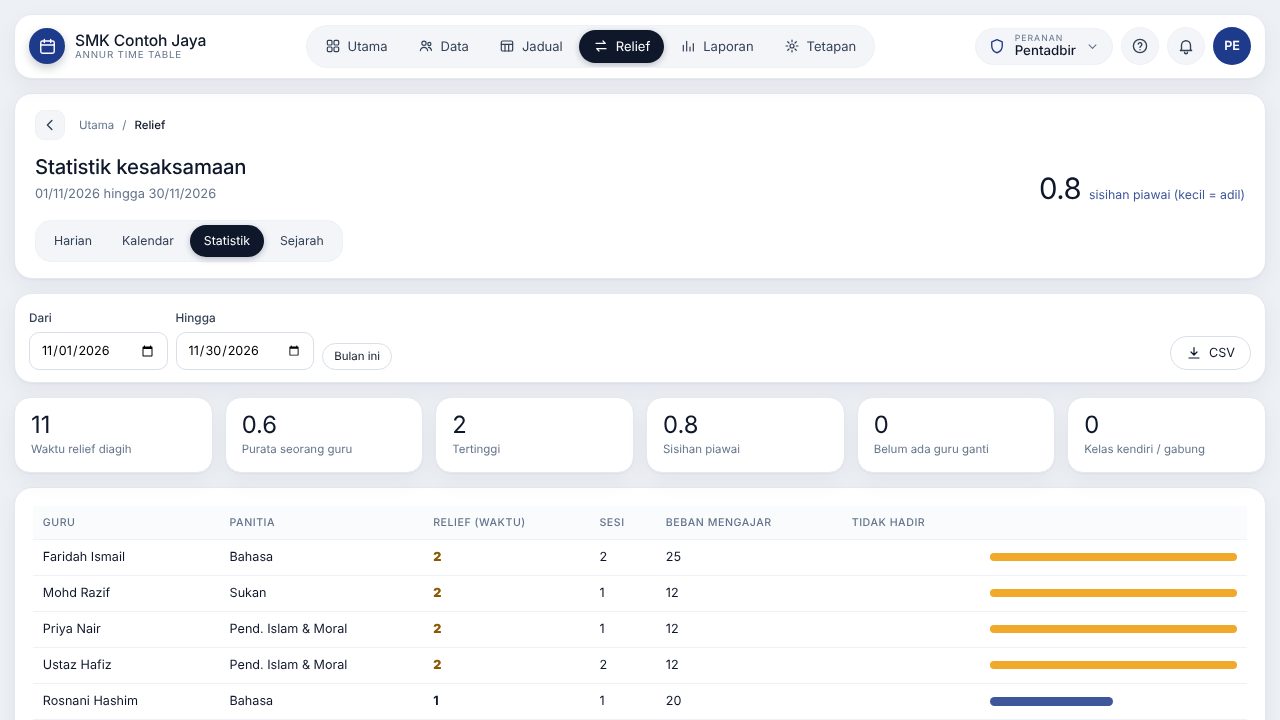 SMK Contoh Jaya
ANNUR TIME TABLE
Utama
Data
Jadual
Relief
Laporan
Tetapan
PERANAN
Pentadbir
PE
Utama / Relief
Statistik kesaksamaan
01/11/2026 hingga 30/11/2026
0.8 sisihan piawai (kecil = adil)
Harian
Kalendar
Statistik
Sejarah
Dari
Hingga
11/01/2026
11/30/2026
Bulan ini
CSV
11
Waktu relief diagih
0.6
Purata seorang guru
2
Tertinggi
0.8
Sisihan piawai
0
Belum ada guru ganti
0
Kelas kendiri / gabung
GURU PANITIA RELIEF (WAKTU) SESI BEBAN MENGAJAR TIDAK HADIR
Faridah Ismail Bahasa 2 2 25
Mohd Razif Sukan 2 1 12
Priya Nair Pend. Islam & Moral 2 1 12
Ustaz Hafiz Pend. Islam & Moral 2 2 12
Rosnani Hashim Bahasa 1 1 20